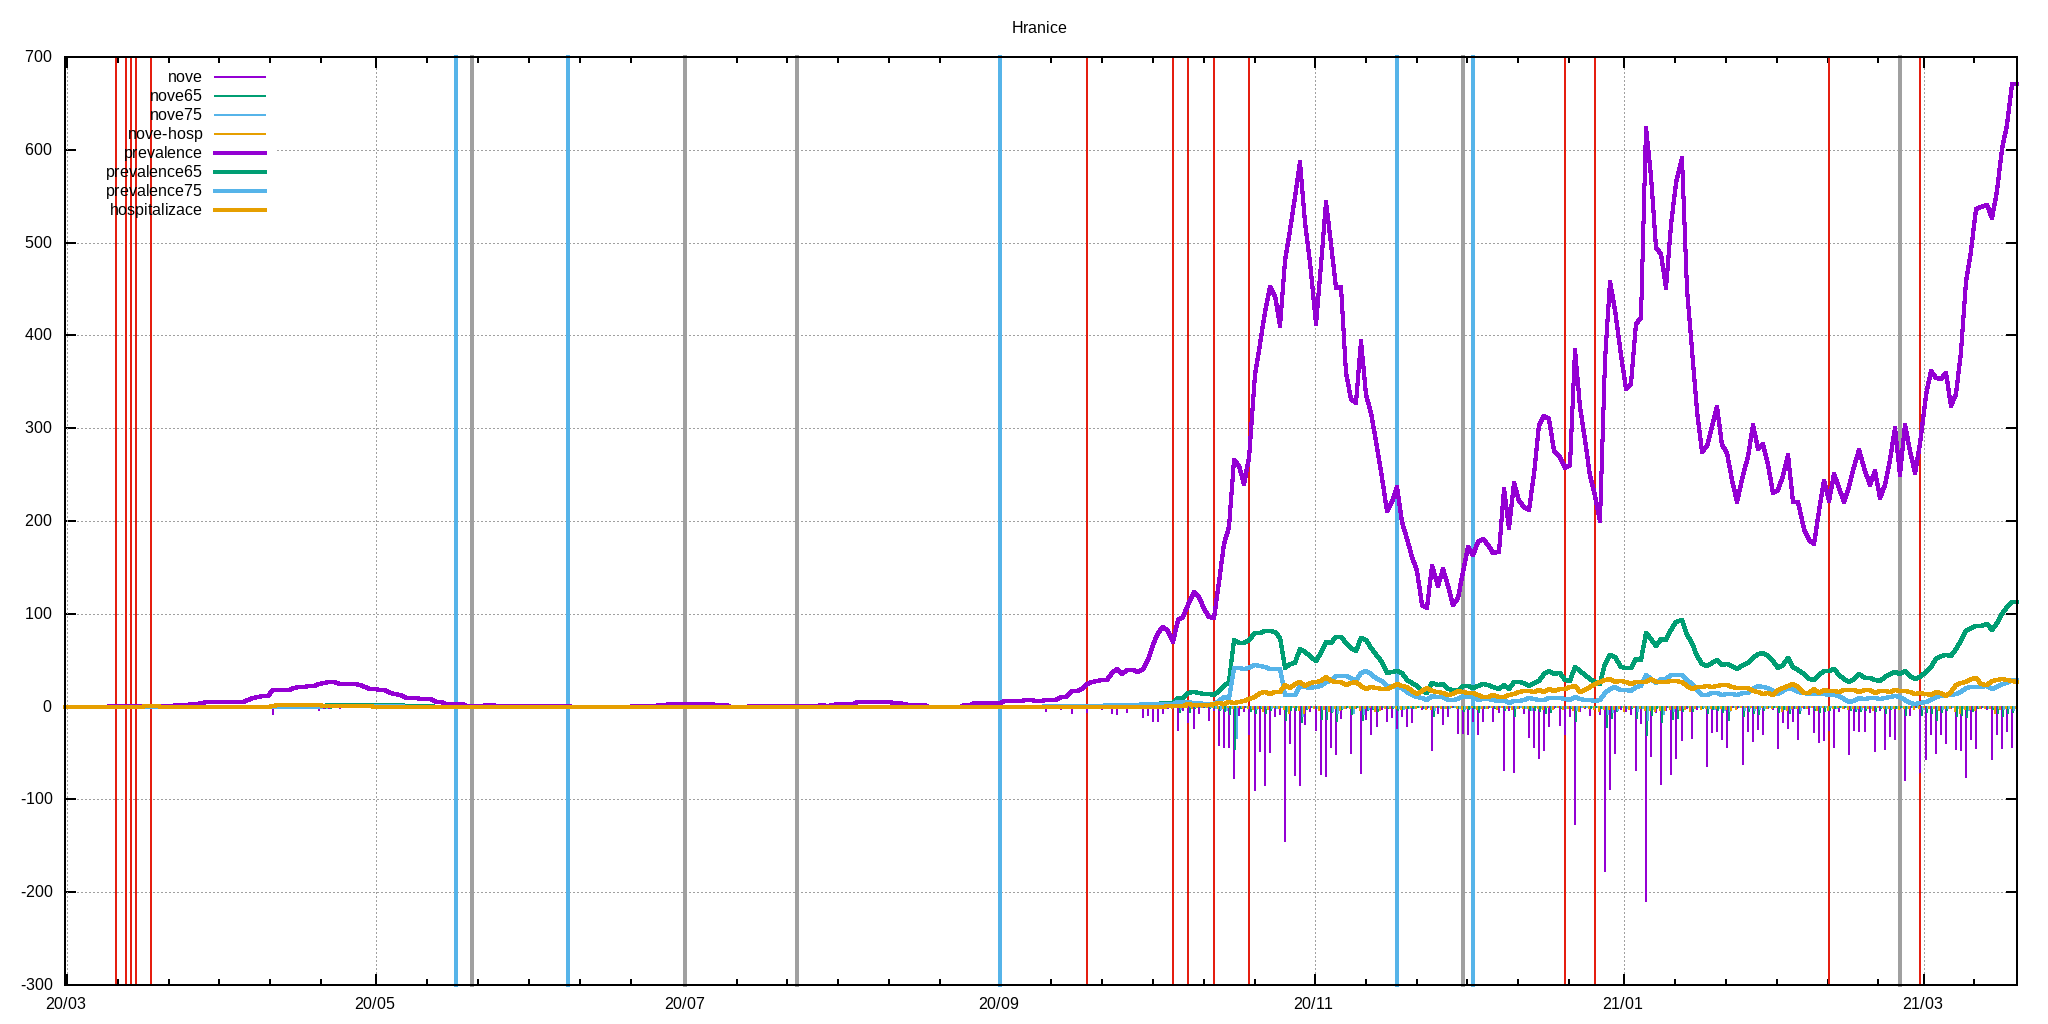 Hranice
700
600
500
400
300
200
100
0
-100
-200
-300
nove
nove65
nove75
nove-hosp
prevalence
prevalence65
prevalence75
hospitalizace
20/03
20/05
20/07
20/09
20/11
21/01
21/03